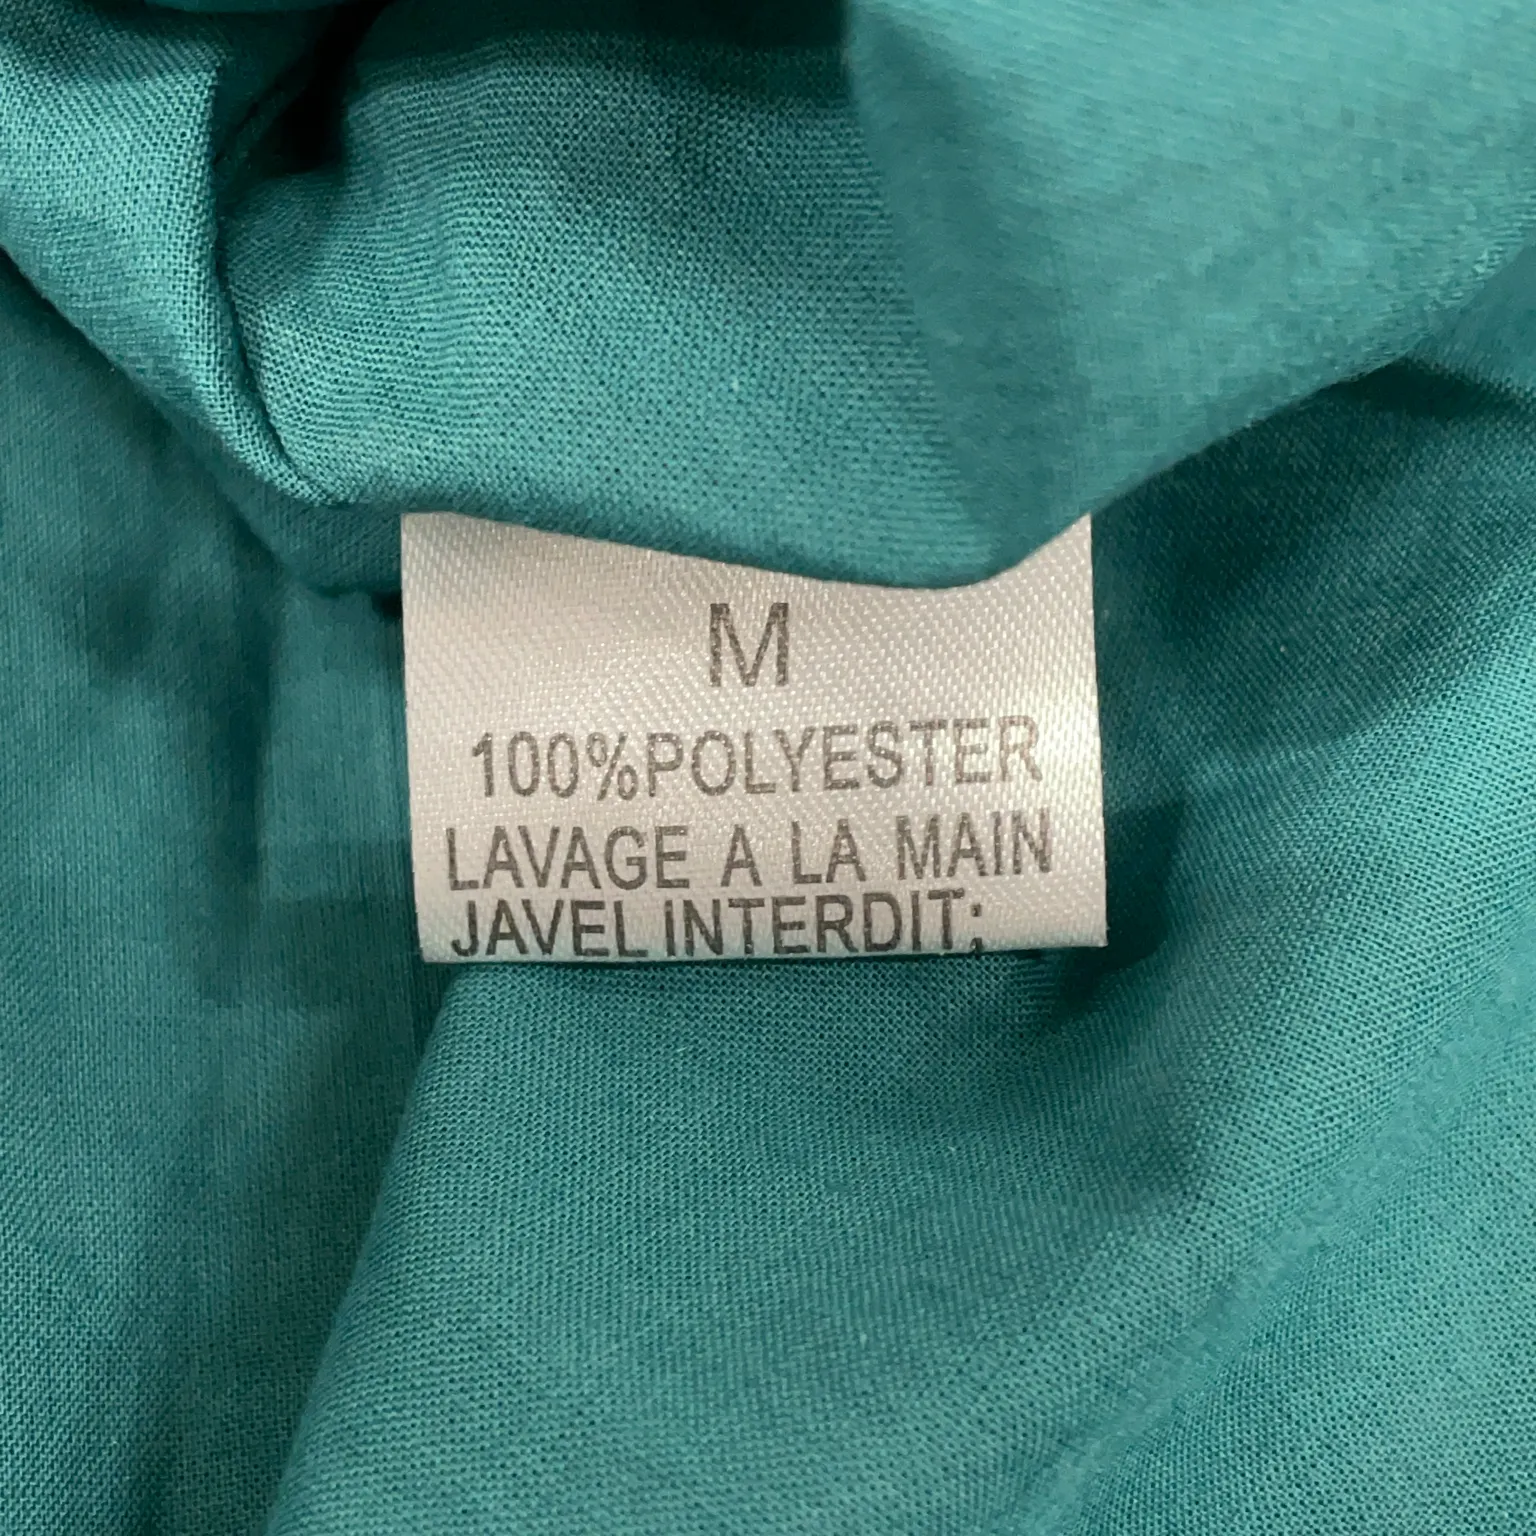 M
100%POLYESTER
LAVAGE A LA MAIN
JAVEL INTERDIT;